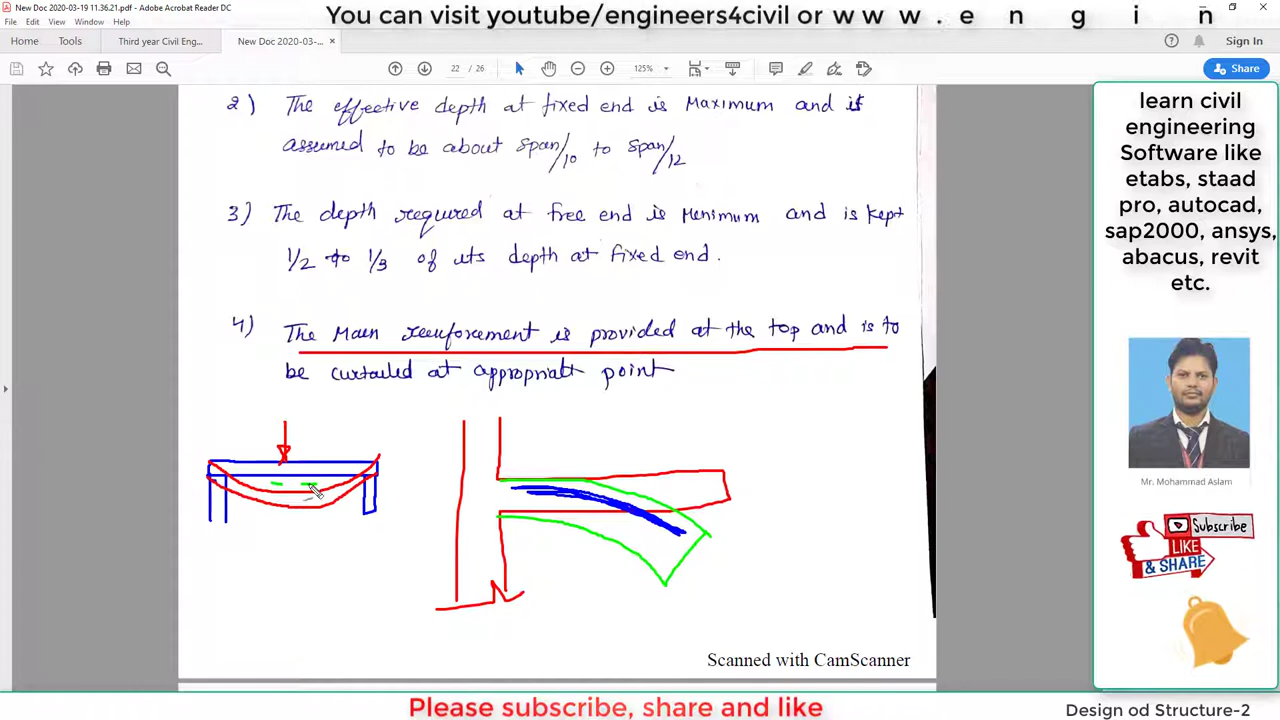 New Doc 2020-03-19 11.36.21.pdf - Adobe Acrobat Reader DC
You can visit youtube/engineers4civil or w w w . e n g i n
File Edit View Window Help
Home Tools Third year Civil Eng... New Doc 2020-03-... × Sign In
22 / 26 125% Share
2) The effective depth at fixed end is Maximum and is
assumed to be about span/10 to span/12
3) The depth required at free end is Menimum and is kept
1/2 to 1/3 of uts depth at fixed end.
4) The Main reenforement is provided at the top and is to
be curtailed at appropriate point
Scanned with CamScanner
learn civil
engineering
Software like
etabs, staad
pro, autocad,
sap2000, ansys,
abacus, revit
etc.
Mr. Mohammad Aslam
Subscribe
LIKE
& SHARE
Please subscribe, share and like
Design od Structure-2